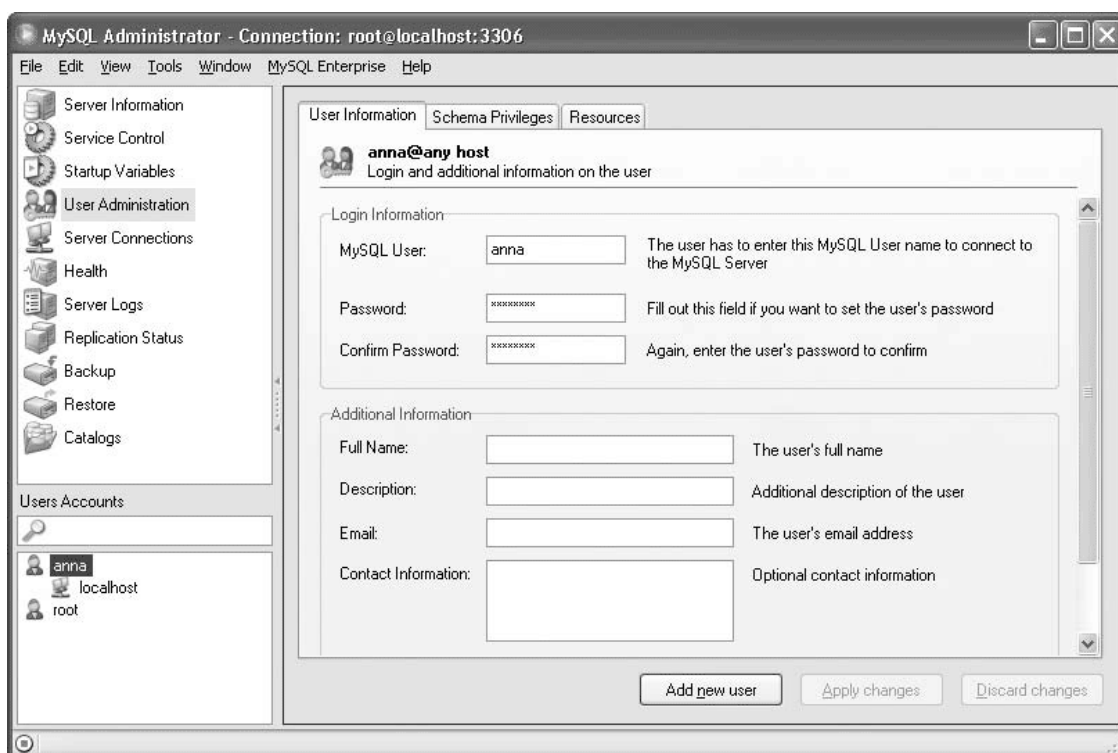 MySQL Administrator - Connection: root@localhost:3306
File Edit View Tools Window MySQL Enterprise Help
Server Information
Service Control
Startup Variables
User Administration
Server Connections
Health
Server Logs
Replication Status
Backup
Restore
Catalogs
Users Accounts
anna
localhost
root
User Information Schema Privileges Resources
anna@any host
Login and additional information on the user
Login Information
MySQL User: anna The user has to enter this MySQL User name to connect to
the MySQL Server
Password: ******** Fill out this field if you want to set the user's password
Confirm Password: ******** Again, enter the user's password to confirm
Additional Information
Full Name: The user's full name
Description: Additional description of the user
Email: The user's email address
Contact Information: Optional contact information
Add new user Apply changes Discard changes